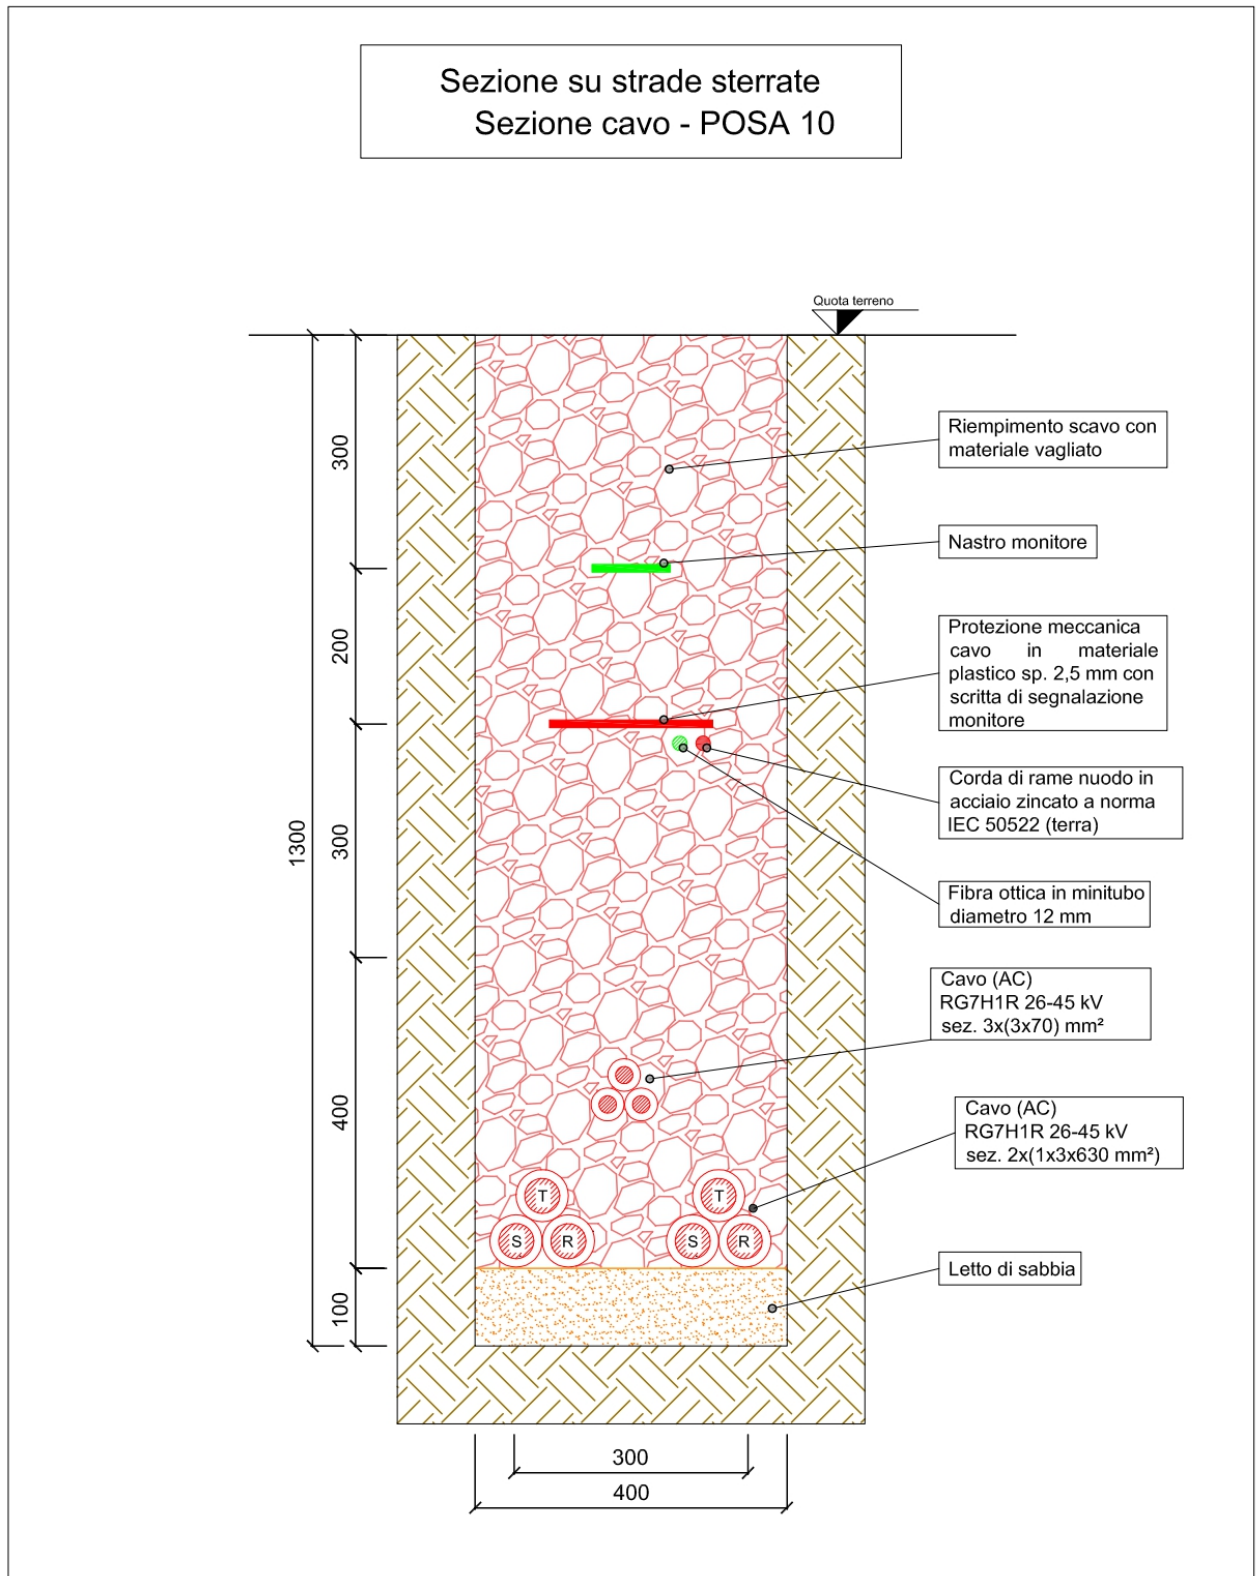 Sezione su strade sterrate
Sezione cavo - POSA 10
Quota terreno
Riempimento scavo con
materiale vagliato
Nastro monitore
Protezione meccanica
cavo in materiale
plastico sp. 2,5 mm con
scritta di segnalazione
monitore
Corda di rame nuodo in
acciaio zincato a norma
IEC 50522 (terra)
Fibra ottica in minitubo
diametro 12 mm
Cavo (AC)
RG7H1R 26-45 kV
sez. 3x(3x70) mm²
Cavo (AC)
RG7H1R 26-45 kV
sez. 2x(1x3x630 mm²)
Letto di sabbia
1300
300
200
300
400
100
T
T
S
R
S
R
300
400